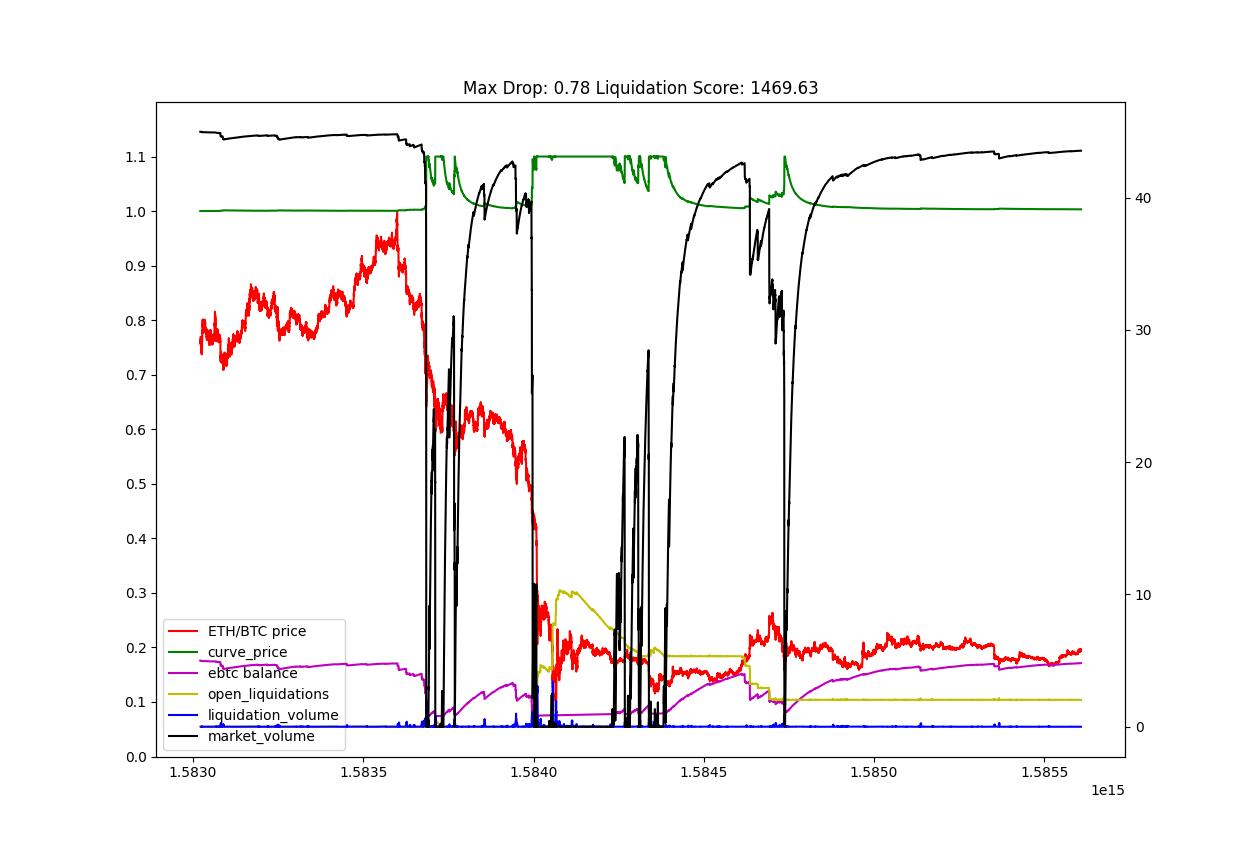 Max Drop: 0.78 Liquidation Score: 1469.63
1.1
1.0
0.9
0.8
0.7
0.6
0.5
0.4
0.3
0.2
0.1
0.0
40
30
20
10
0
ETH/BTC price
curve_price
ebtc balance
open_liquidations
liquidation_volume
market_volume
1.5830 1.5835 1.5840 1.5845 1.5850 1.5855
1e15